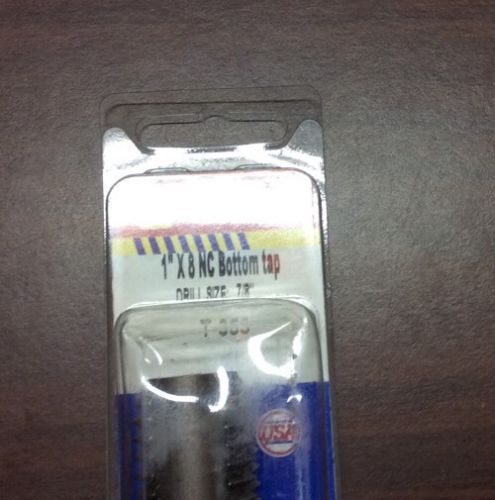 1" X 8 NC Bottom tap
DRILL SIZE: 7/8"
USA